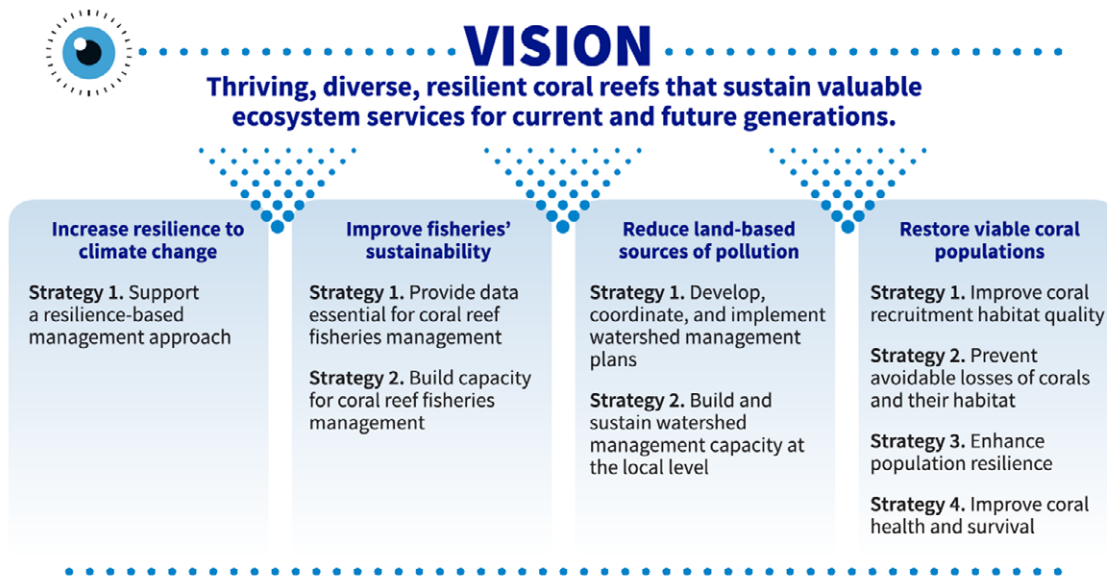 VISION
Thriving, diverse, resilient coral reefs that sustain valuable
ecosystem services for current and future generations.
Increase resilience to
climate change
Strategy 1. Support
a resilience-based
management approach
Improve fisheries’
sustainability
Strategy 1. Provide data
essential for coral reef
fisheries management
Strategy 2. Build capacity
for coral reef fisheries
management
Reduce land-based
sources of pollution
Strategy 1. Develop,
coordinate, and implement
watershed management
plans
Strategy 2. Build and
sustain watershed
management capacity at
the local level
Restore viable coral
populations
Strategy 1. Improve coral
recruitment habitat quality
Strategy 2. Prevent
avoidable losses of corals
and their habitat
Strategy 3. Enhance
population resilience
Strategy 4. Improve coral
health and survival